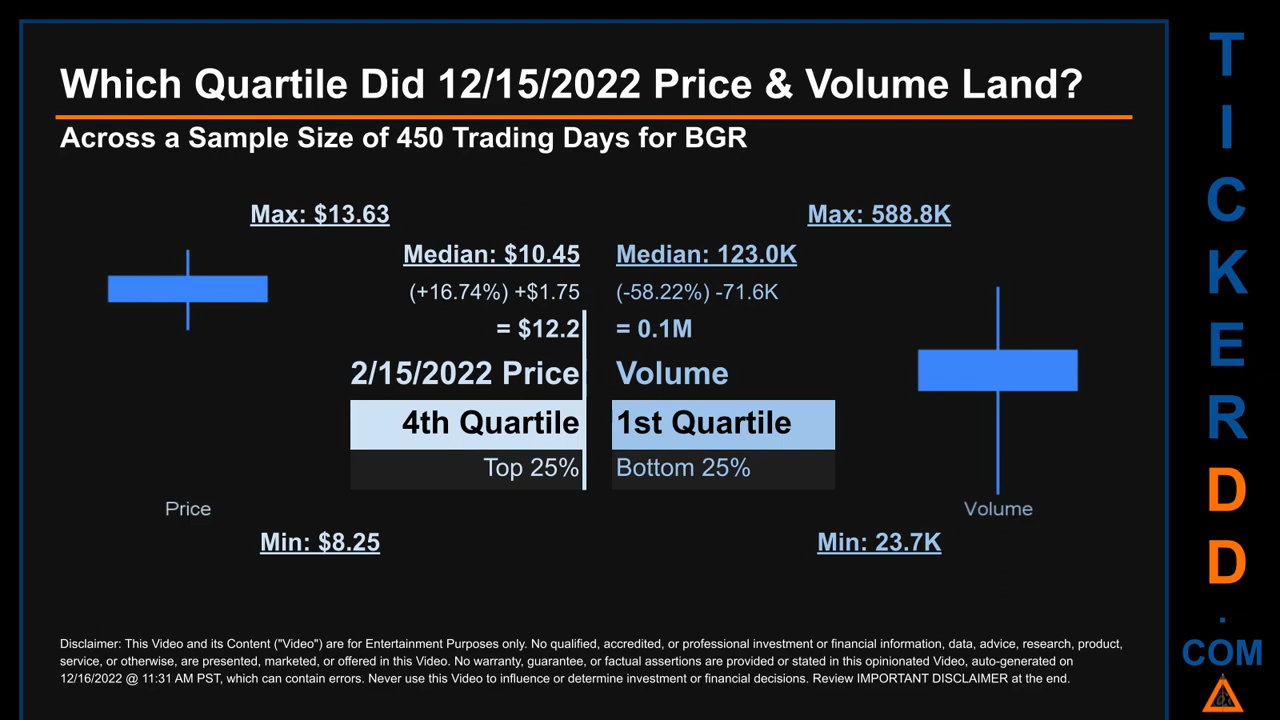 Which Quartile Did 12/15/2022 Price & Volume Land?
Across a Sample Size of 450 Trading Days for BGR
Max: $13.63
Median: $10.45
(+16.74%) +$1.75
= $12.2
2/15/2022 Price
4th Quartile
Top 25%
Price
Min: $8.25
Max: 588.8K
Median: 123.0K
(-58.22%) -71.6K
= 0.1M
Volume
1st Quartile
Bottom 25%
Volume
Min: 23.7K
Disclaimer: This Video and its Content ("Video") are for Entertainment Purposes only. No qualified, accredited, or professional investment or financial information, data, advice, research, product,
service, or otherwise, are presented, marketed, or offered in this Video. No warranty, guarantee, or factual assertions are provided or stated in this opinionated Video, auto-generated on
12/16/2022 @ 11:31 AM PST, which can contain errors. Never use this Video to influence or determine investment or financial decisions. Review IMPORTANT DISCLAIMER at the end.
T
I
C
K
E
R
D
D
.
COM